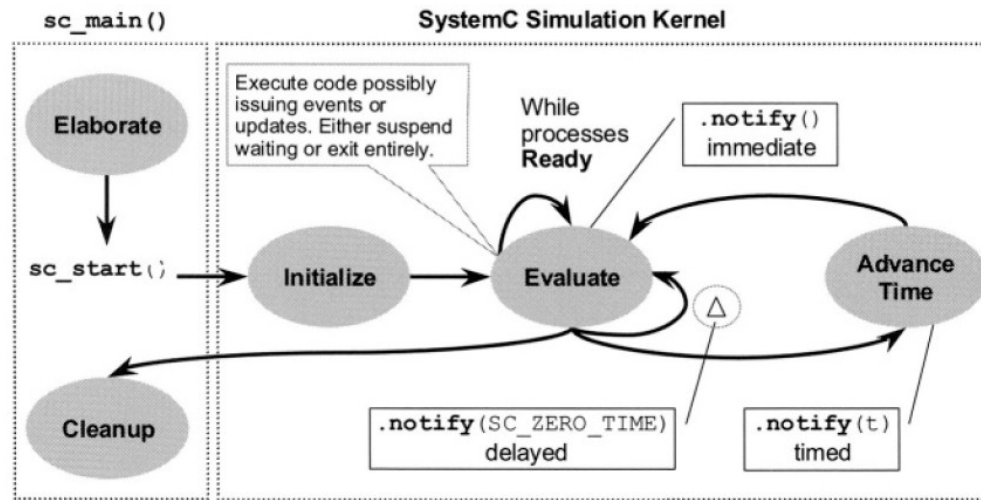 sc_main()
SystemC Simulation Kernel
Elaborate
sc_start()
Cleanup
Execute code possibly
issuing events or
updates. Either suspend
waiting or exit entirely.
While
processes
Ready
.notify()
immediate
Initialize
Evaluate
Advance
Time
Δ
.notify(SC_ZERO_TIME)
delayed
.notify(t)
timed